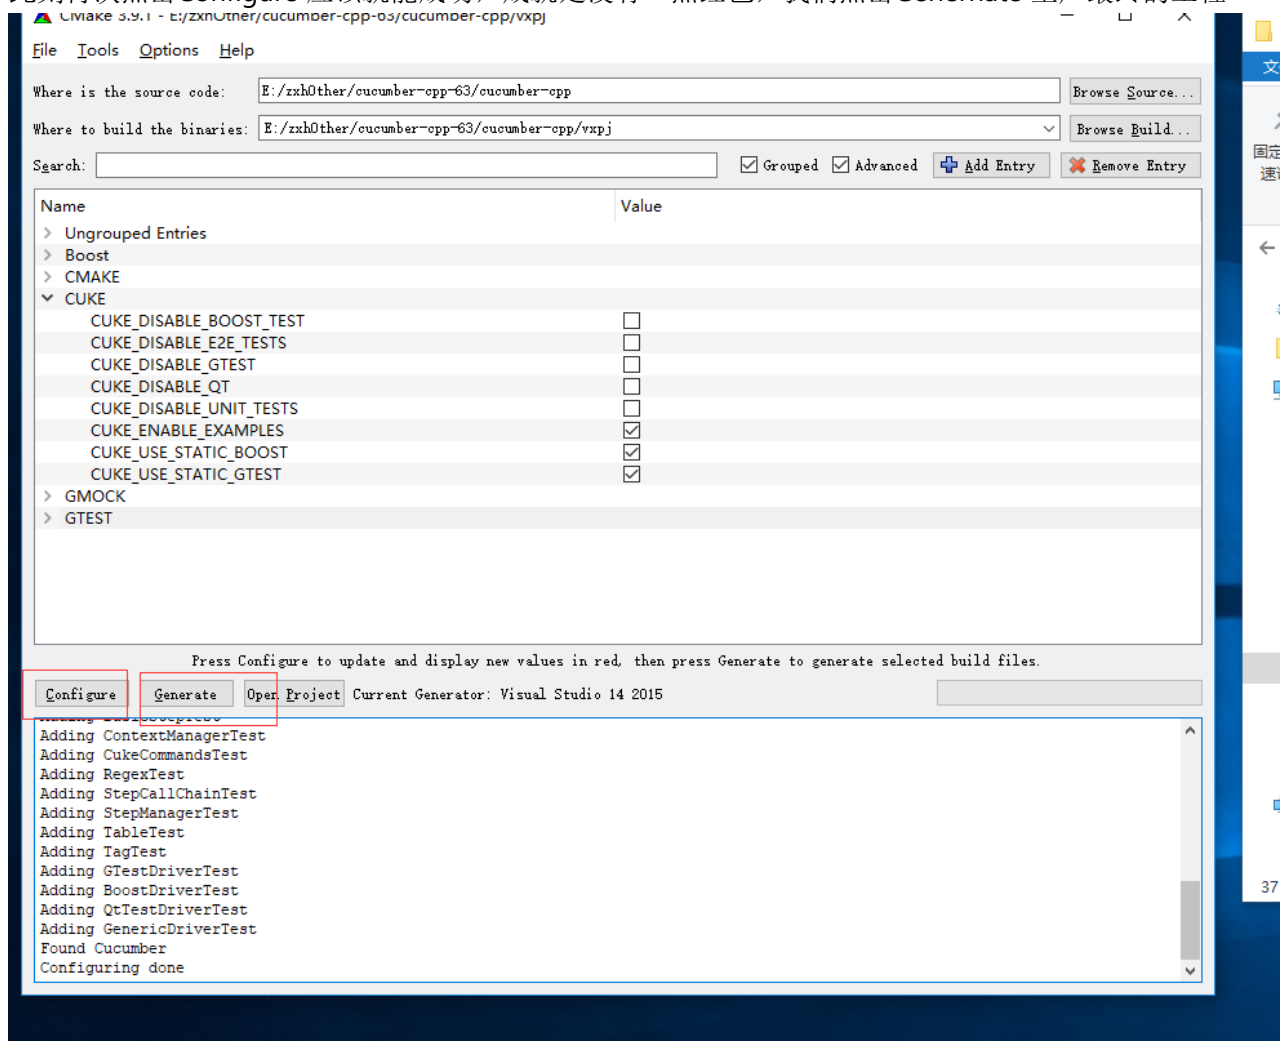 CMake 3.9.1 - E:/zxhOther/cucumber-cpp-63/cucumber-cpp/vxpj
File Tools Options Help
Where is the source code: E:/zxhOther/cucumber-cpp-63/cucumber-cpp Browse Source...
Where to build the binaries: E:/zxhOther/cucumber-cpp-63/cucumber-cpp/vxpj Browse Build...
Search: Grouped Advanced Add Entry Remove Entry
Name Value
Ungrouped Entries
Boost
CMAKE
CUKE
CUKE_DISABLE_BOOST_TEST
CUKE_DISABLE_E2E_TESTS
CUKE_DISABLE_GTEST
CUKE_DISABLE_QT
CUKE_DISABLE_UNIT_TESTS
CUKE_ENABLE_EXAMPLES
CUKE_USE_STATIC_BOOST
CUKE_USE_STATIC_GTEST
GMOCK
GTEST
Press Configure to update and display new values in red, then press Generate to generate selected build files.
Configure Generate Open Project Current Generator: Visual Studio 14 2015
Adding TableStepTest
Adding ContextManagerTest
Adding CukeCommandsTest
Adding RegexTest
Adding StepCallChainTest
Adding StepManagerTest
Adding TableTest
Adding TagTest
Adding GTestDriverTest
Adding BoostDriverTest
Adding QtTestDriverTest
Adding GenericDriverTest
Found Cucumber
Configuring done
文
固定
速
37